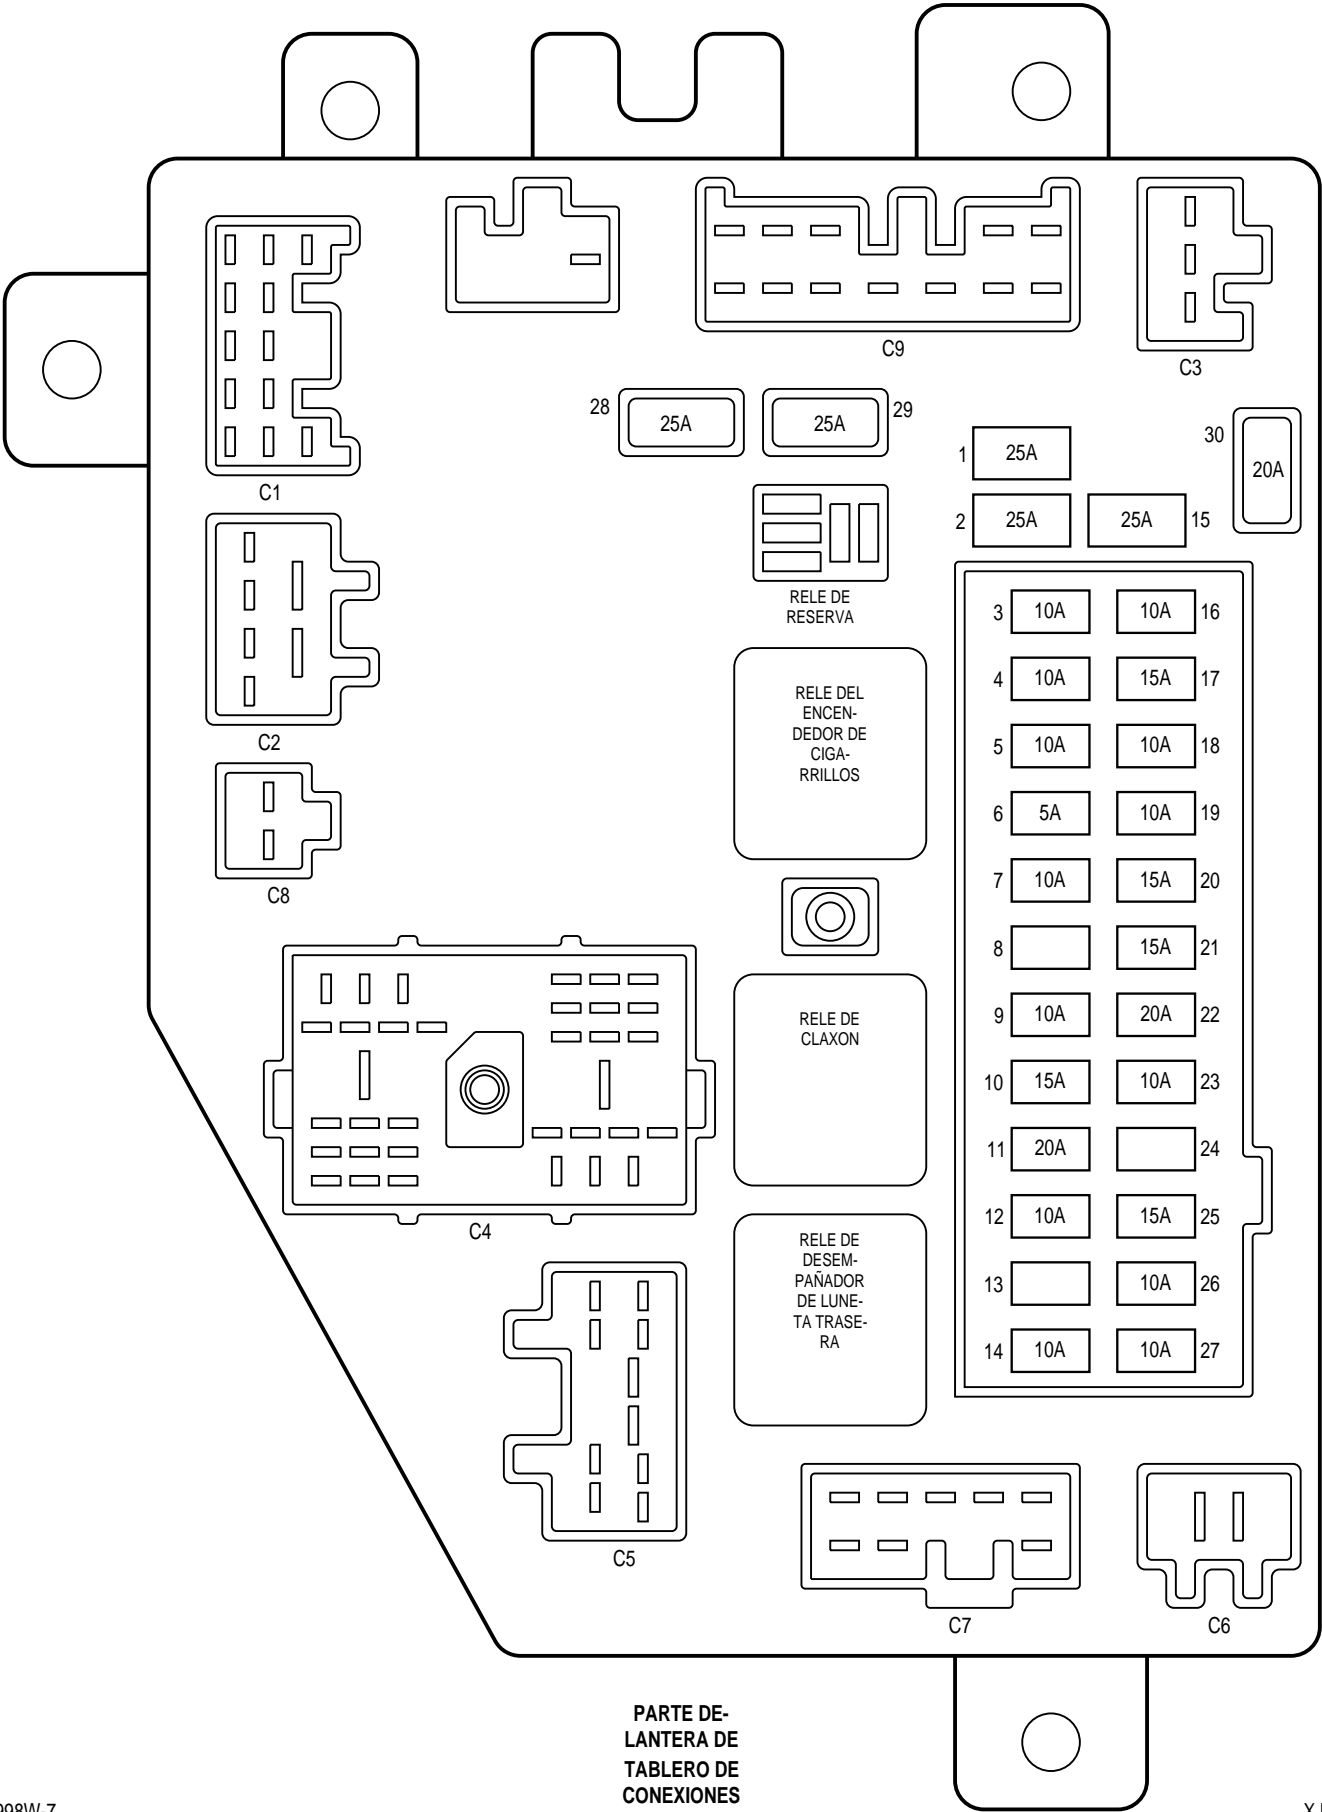 C9
C3
28
25A
25A
29
30
20A
1
25A
C1
2
25A
25A
15
RELE DE
RESERVA
3
10A
10A
16
RELE DEL
ENCEN-
DEDOR DE
CIGA-
RRILLOS
4
10A
15A
17
C2
5
10A
10A
18
6
5A
10A
19
C8
7
10A
15A
20
8
15A
21
RELE DE
CLAXON
9
10A
20A
22
10
15A
10A
23
11
20A
24
C4
12
10A
15A
25
RELE DE
DESEM-
PAÑADOR
DE LUNE-
TA TRASE-
RA
13
10A
26
14
10A
10A
27
C5
C7
C6
PARTE DE-
LANTERA DE
TABLERO DE
CONEXIONES
998W-7